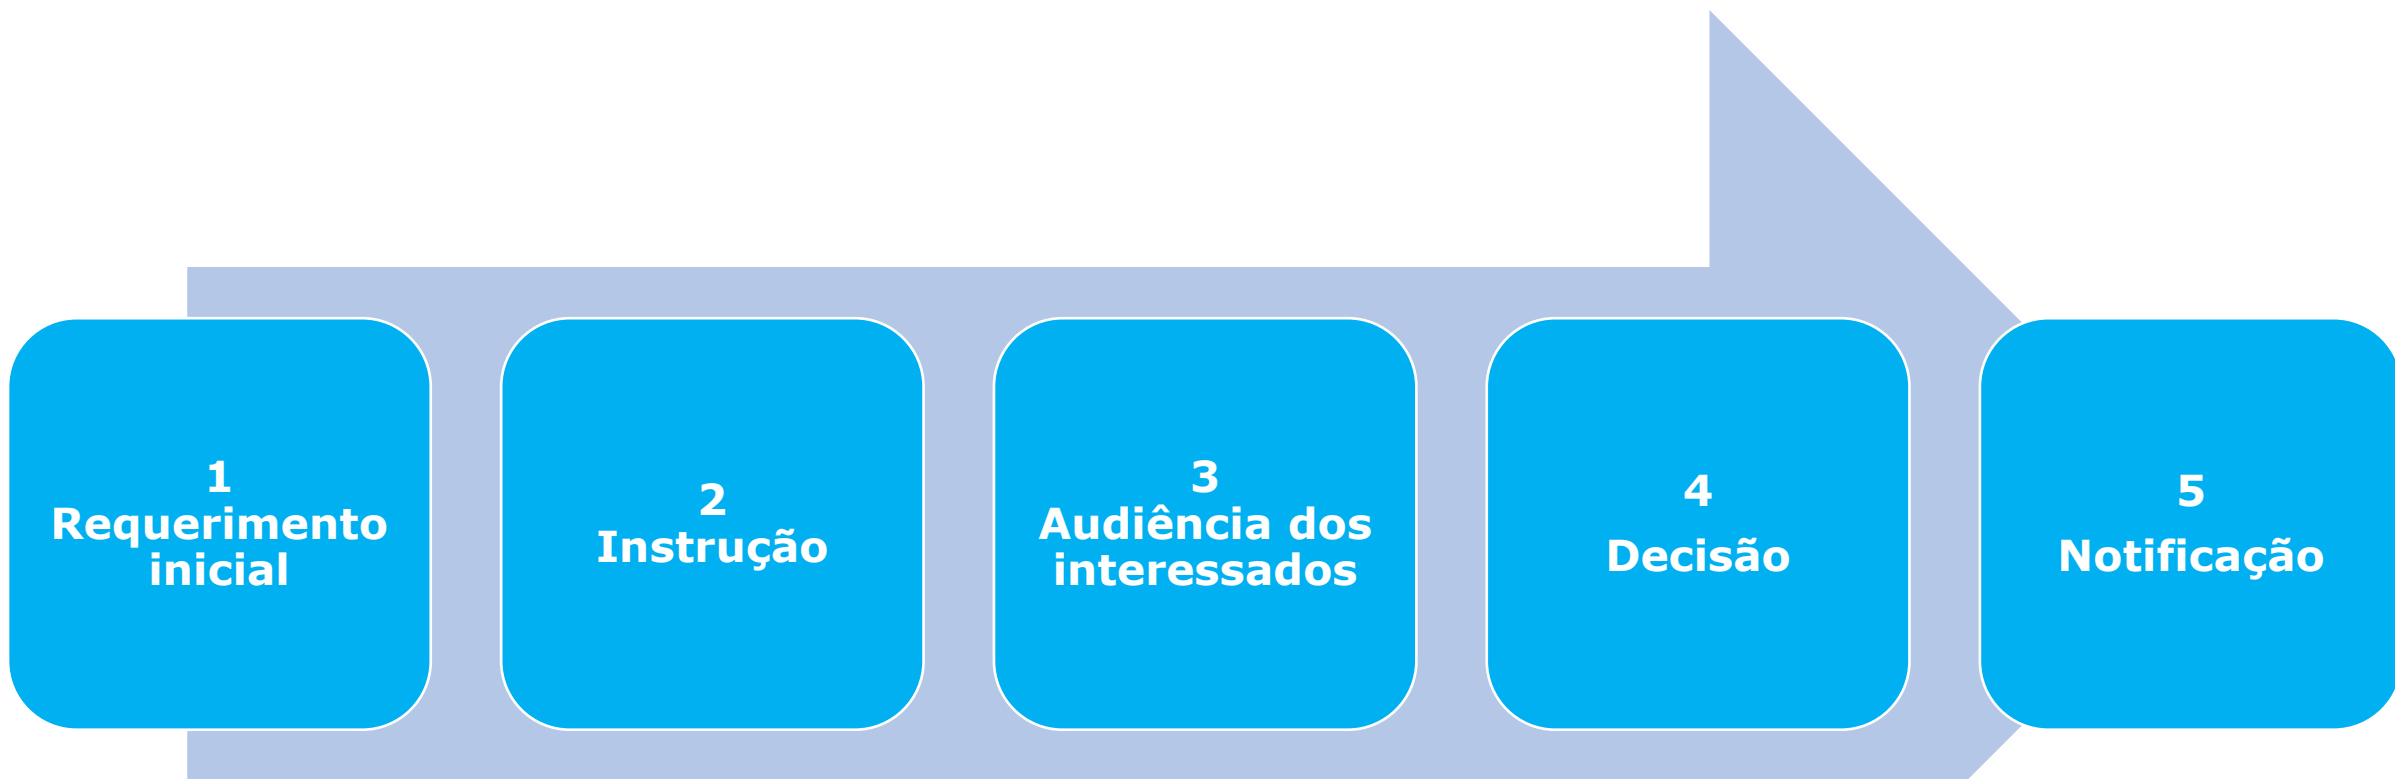 1
Requerimento
inicial
2
Instrução
3
Audiência dos
interessados
4
Decisão
5
Notificação